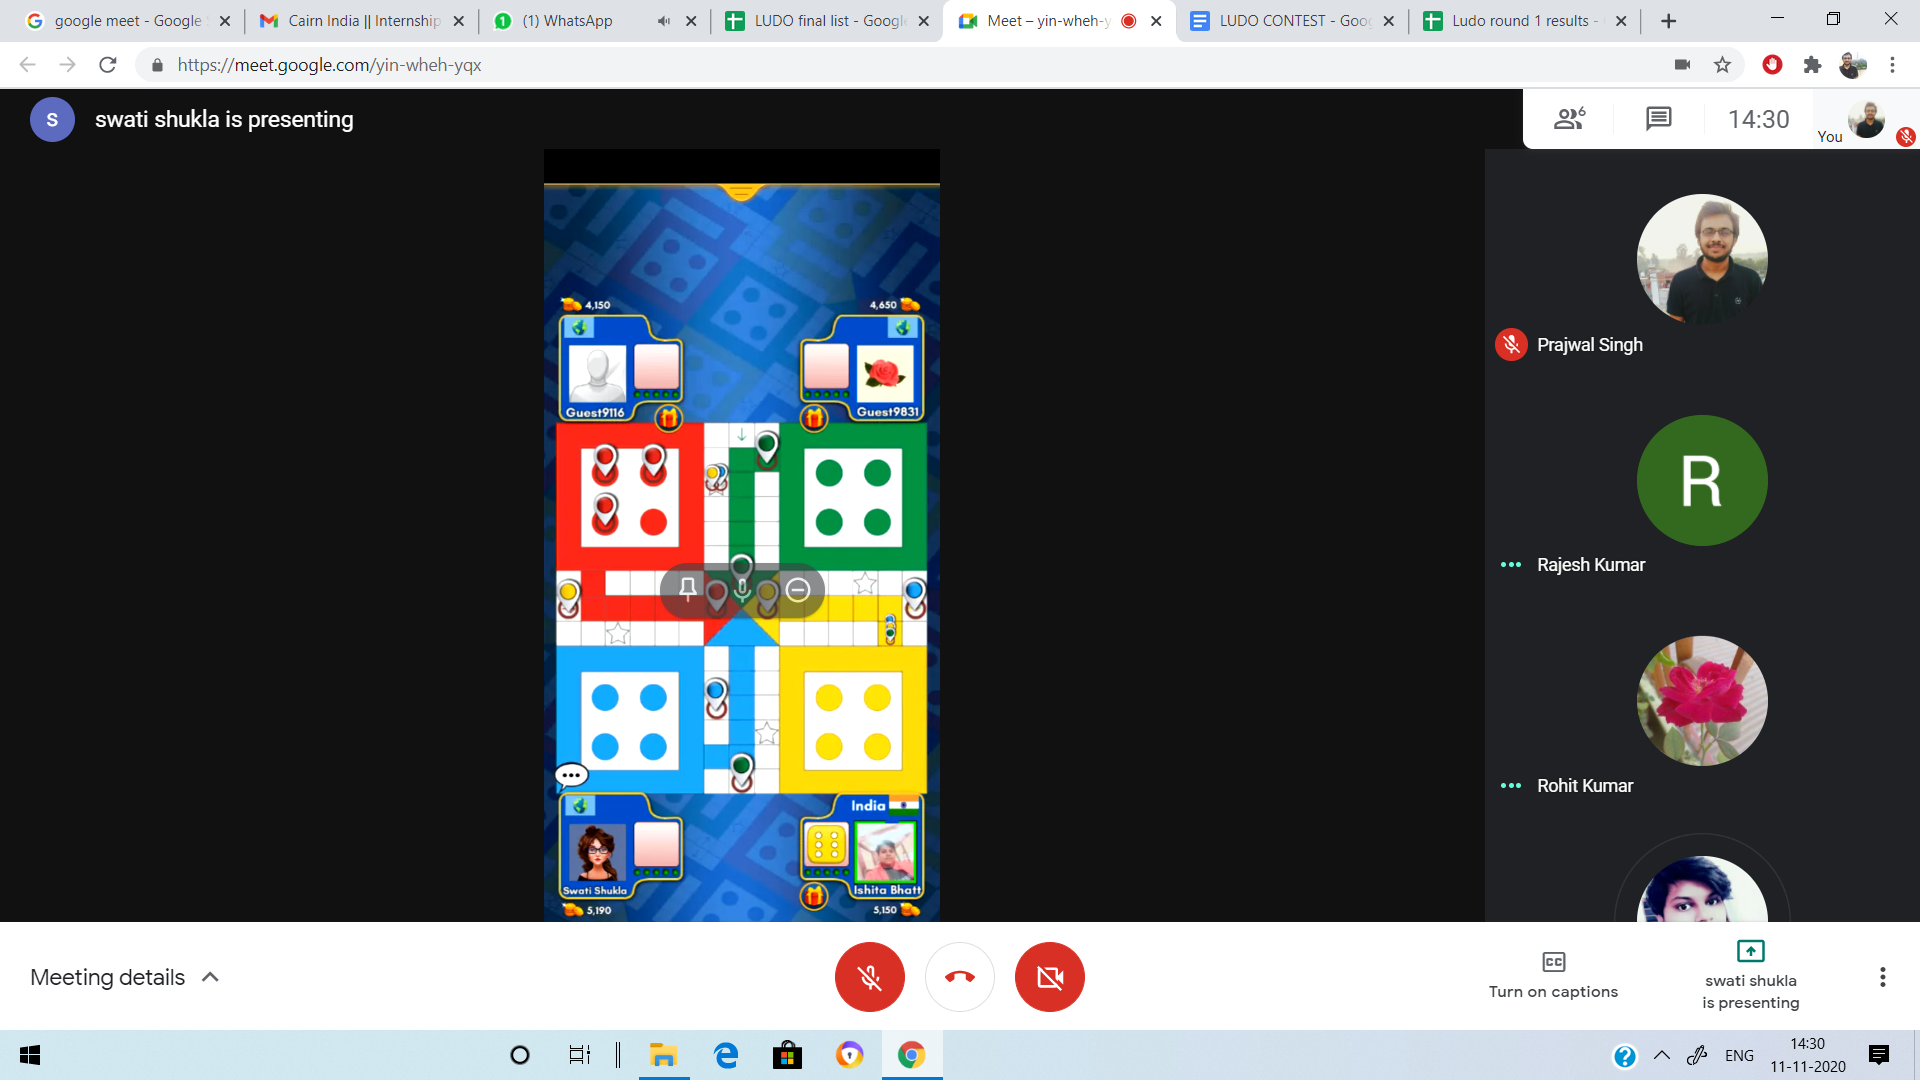 google meet - Google
Cairn India || Internship
(1) WhatsApp
LUDO final list - Google
Meet – yin-wheh-y
LUDO CONTEST - Goo
Ludo round 1 results -
https://meet.google.com/yin-wheh-yqx
S
swati shukla is presenting
6
14:30
You
4,150
4,650
Guest9116
Guest9831
India
Swati Shukla
Ishita Bhatt
5,190
5,150
Prajwal Singh
R
Rajesh Kumar
Rohit Kumar
Meeting details
CC
Turn on captions
swati shukla
is presenting
ENG
14:30
11-11-2020